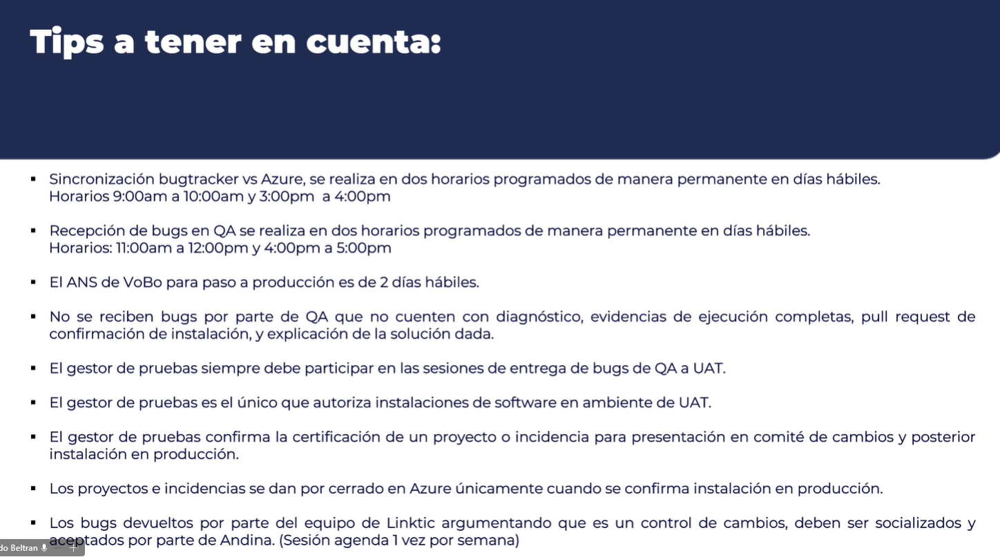 Tips a tener en cuenta:
▪ Sincronización bugtracker vs Azure, se realiza en dos horarios programados de manera permanente en días hábiles.
Horarios 9:00am a 10:00am y 3:00pm a 4:00pm
▪ Recepción de bugs en QA se realiza en dos horarios programados de manera permanente en días hábiles.
Horarios: 11:00am a 12:00pm y 4:00pm a 5:00pm
▪ El ANS de VoBo para paso a producción es de 2 días hábiles.
▪ No se reciben bugs por parte de QA que no cuenten con diagnóstico, evidencias de ejecución completas, pull request de
confirmación de instalación, y explicación de la solución dada.
▪ El gestor de pruebas siempre debe participar en las sesiones de entrega de bugs de QA a UAT.
▪ El gestor de pruebas es el único que autoriza instalaciones de software en ambiente de UAT.
▪ El gestor de pruebas confirma la certificación de un proyecto o incidencia para presentación en comité de cambios y posterior
instalación en producción.
▪ Los proyectos e incidencias se dan por cerrado en Azure únicamente cuando se confirma instalación en producción.
▪ Los bugs devueltos por parte del equipo de Linktic argumentando que es un control de cambios, deben ser socializados y
aceptados por parte de Andina. (Sesión agenda 1 vez por semana)
do Beltran